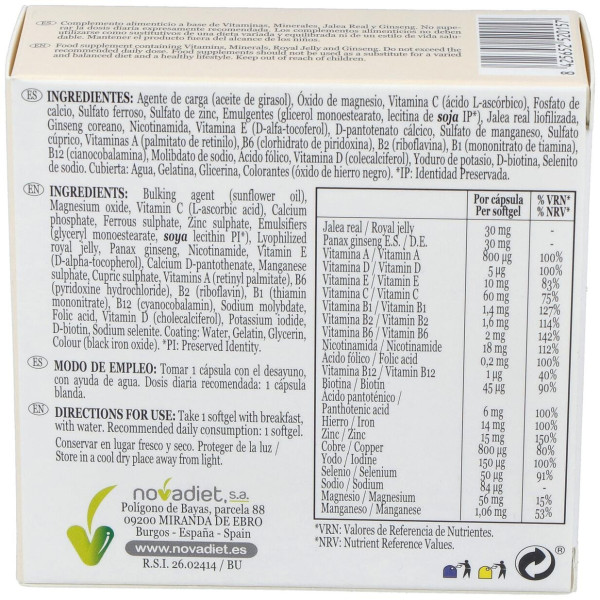 ES Complemento alimenticio a base de Vitaminas, Minerales, Jalea Real y Ginseng. No supe-
rar la dosis diaria expresamente recomendada. Los complementos alimenticios no deben
utilizarse como sustitutivos de una dieta variada y equilibrada ni de un estilo de vida salu-
dable. Mantener el producto fuera del alcance de los niños.
EN Food supplement containing Vitamins, Minerals, Royal Jelly and Ginseng. Do not exceed the
recommended daily dose. Food supplements should not be used as a substitute for a varied
and balanced diet and a healthy lifestyle. Keep out of reach of children.
ES INGREDIENTES: Agente de carga (aceite de girasol), Óxido de magnesio, Vitamina C (ácido L-ascórbico), Fosfato de
calcio, Sulfato ferroso, Sulfato de zinc, Emulgentes (glicerol monoestearato, lecitina de soja IP*), Jalea real liofilizada,
Ginseng coreano, Nicotinamida, Vitamina E (D-alfa-tocoferol), D-pantotenato cálcico, Sulfato de manganeso, Sulfato
cúprico, Vitaminas A (palmitato de retinilo), B6 (clorhidrato de piridoxina), B2 (riboflavina), B1 (mononitrato de tiamina),
B12 (cianocobalamina), Molibdato de sodio, Ácido fólico, Vitamina D (colecalciferol), Yoduro de potasio, D-biotina, Selenito
de sodio. Cubierta: Agua, Gelatina, Glicerina, Colorantes (óxido de hierro negro). *IP: Identidad Preservada.
EN INGREDIENTS: Bulking agent (sunflower oil),
Magnesium oxide, Vitamin C (L-ascorbic acid), Calcium
phosphate, Ferrous sulphate, Zinc sulphate, Emulsifiers
(glyceryl monoestearate, soya lecithin PI*), Lyophilized
royal jelly, Panax ginseng, Nicotinamide, Vitamin E
(D-alpha-tocopherol), Calcium D-pantothenate, Manganese
sulphate, Cupric sulphate, Vitamins A (retinyl palmitate), B6
(pyridoxine hydrochloride), B2 (riboflavin), B1 (thiamin
mononitrate), B12 (cyanocobalamin), Sodium molybdate,
Folic acid, Vitamin D (cholecalciferol), Potassium iodate,
D-biotin, Sodium selenite. Coating: Water, Gelatin, Glycerin,
Colour (black iron oxide). *PI: Preserved Identity.
ES MODO DE EMPLEO: Tomar 1 cápsula con el desayuno,
con ayuda de agua. Dosis diaria recomendada: 1 cápsula
blanda.
EN DIRECTIONS FOR USE: Take 1 softgel with breakfast,
with water. Recommended daily consumption: 1 softgel.
Conservar en lugar fresco y seco. Proteger de la luz /
Store in a cool dry place away from light.
Por cápsula % VRN*
Per softgel % NRV*
Jalea real / Royal jelly 30 mg -
Panax ginseng E.S. / D.E. 30 mg -
Vitamina A / Vitamin A 800 µg 100%
Vitamina D / Vitamin D 5 µg 100%
Vitamina E / Vitamin E 10 mg 83%
Vitamina C / Vitamin C 60 mg 75%
Vitamina B1 / Vitamin B1 1,4 mg 127%
Vitamina B2 / Vitamin B2 1,6 mg 114%
Vitamina B6 / Vitamin B6 2 mg 142%
Nicotinamida / Nicotinamide 18 mg 112%
Ácido fólico / Folic acid 0,2 mg 100%
Vitamina B12 / Vitamin B12 1 µg 40%
Biotina / Biotin 45 µg 90%
Ácido pantoténico /
Panthotenic acid 6 mg 100%
Hierro / Iron 14 mg 100%
Zinc / Zinc 15 mg 150%
Cobre / Copper 800 µg 80%
Yodo / Iodine 150 µg 100%
Selenio / Selenium 50 µg 91%
Sodio / Sodium 84 µg -
Magnesio / Magnesium 56 mg 15%
Manganeso / Manganese 1,06 mg 53%
*VRN: Valores de Referencia de Nutrientes.
*NRV: Nutrient Reference Values.
novadiet, s.a.
Polígono de Bayas, parcela 88
09200 MIRANDA DE EBRO
Burgos - España - Spain
www.novadiet.es
R.S.I. 26.02414 / BU